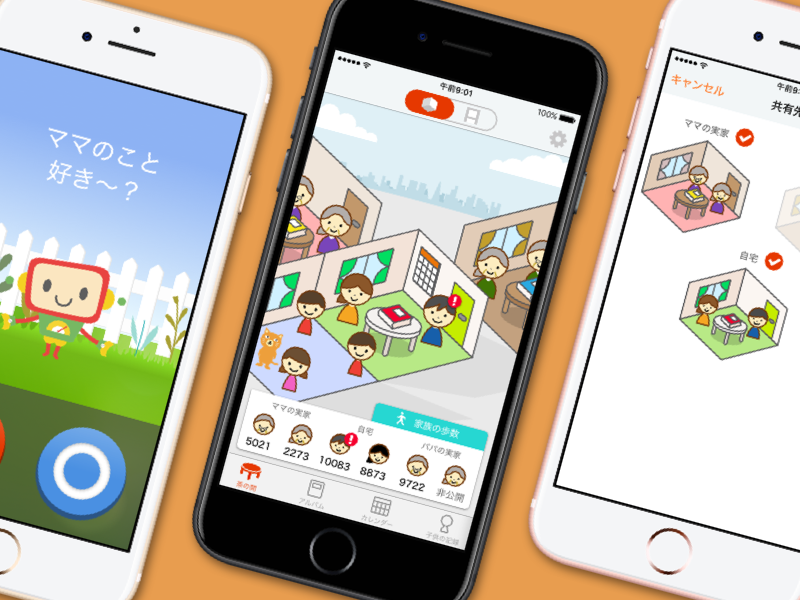 ママのこと
好き〜？
午前9:01
100%
ママの実家
自宅
家族の歩数
パパの実家
5021
2273
10083
8873
9722
非公開
茶の間
アルバム
カレンダー
子供の記録
キャンセル
午前9:
共有先
ママの実家
自宅